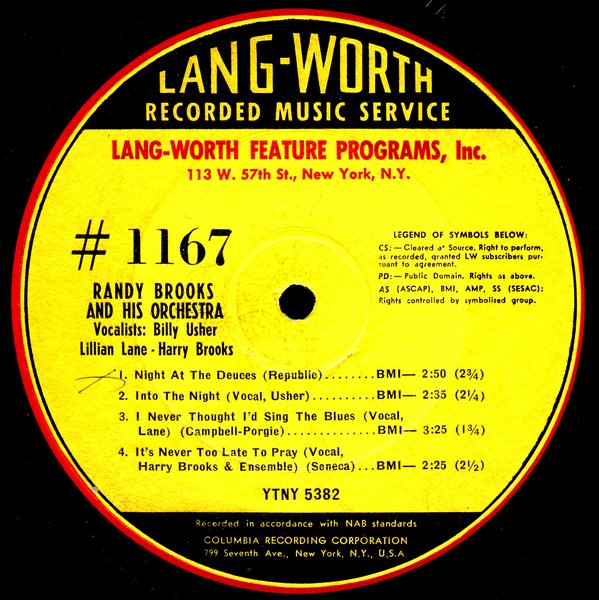 LANG-WORTH
RECORDED MUSIC SERVICE
LANG-WORTH FEATURE PROGRAMS, Inc.
113 W. 57th St., New York, N.Y.
# 1167
RANDY BROOKS
AND HIS ORCHESTRA
Vocalists: Billy Usher
Lillian Lane - Harry Brooks
LEGEND OF SYMBOLS BELOW:
CS: — Cleared at Source. Right to perform,
as recorded, granted LW subscribers pur-
suant to agreement.
PD: — Public Domain. Rights as above.
AS (ASCAP), BMI, AMP, SS (SESAC):
Rights controlled by symbolized group.
1. Night At The Deuces (Republic)........BMI— 2:50 (2¾)
2. Into The Night (Vocal, Usher)........BMI— 2:35 (2¼)
3. I Never Thought I'd Sing The Blues (Vocal,
Lane) (Campbell-Porgie)..............BMI— 3:25 (1¾)
4. It's Never Too Late To Pray (Vocal,
Harry Brooks & Ensemble) (Seneca)...BMI— 2:25 (2½)
YTNY 5382
Recorded in accordance with NAB standards
COLUMBIA RECORDING CORPORATION
799 Seventh Ave., New York, N.Y., U.S.A